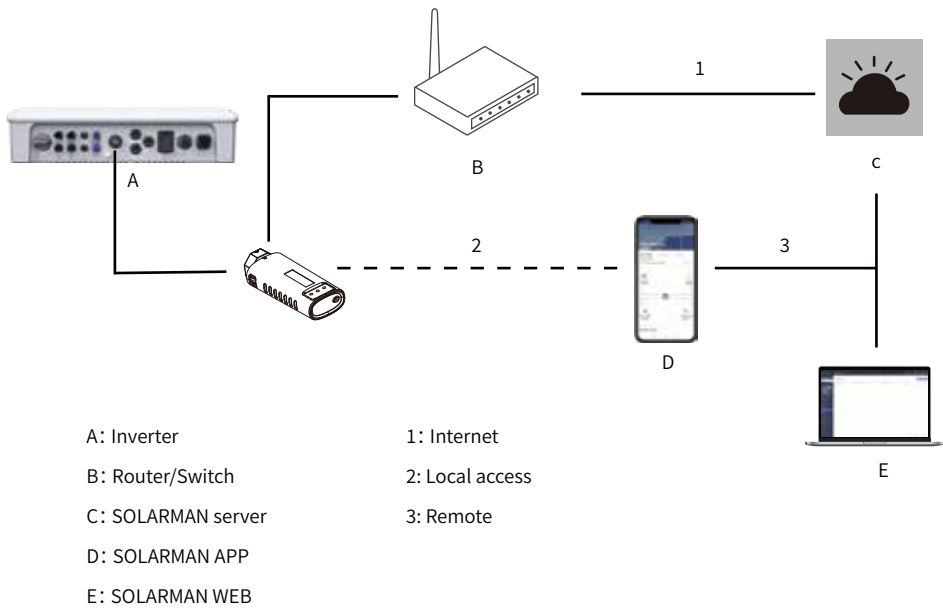 1
B
c
A
2
3
D
E
A：Inverter
1：Internet
B：Router/Switch
2: Local access
C：SOLARMAN server
3: Remote
D：SOLARMAN APP
E：SOLARMAN WEB